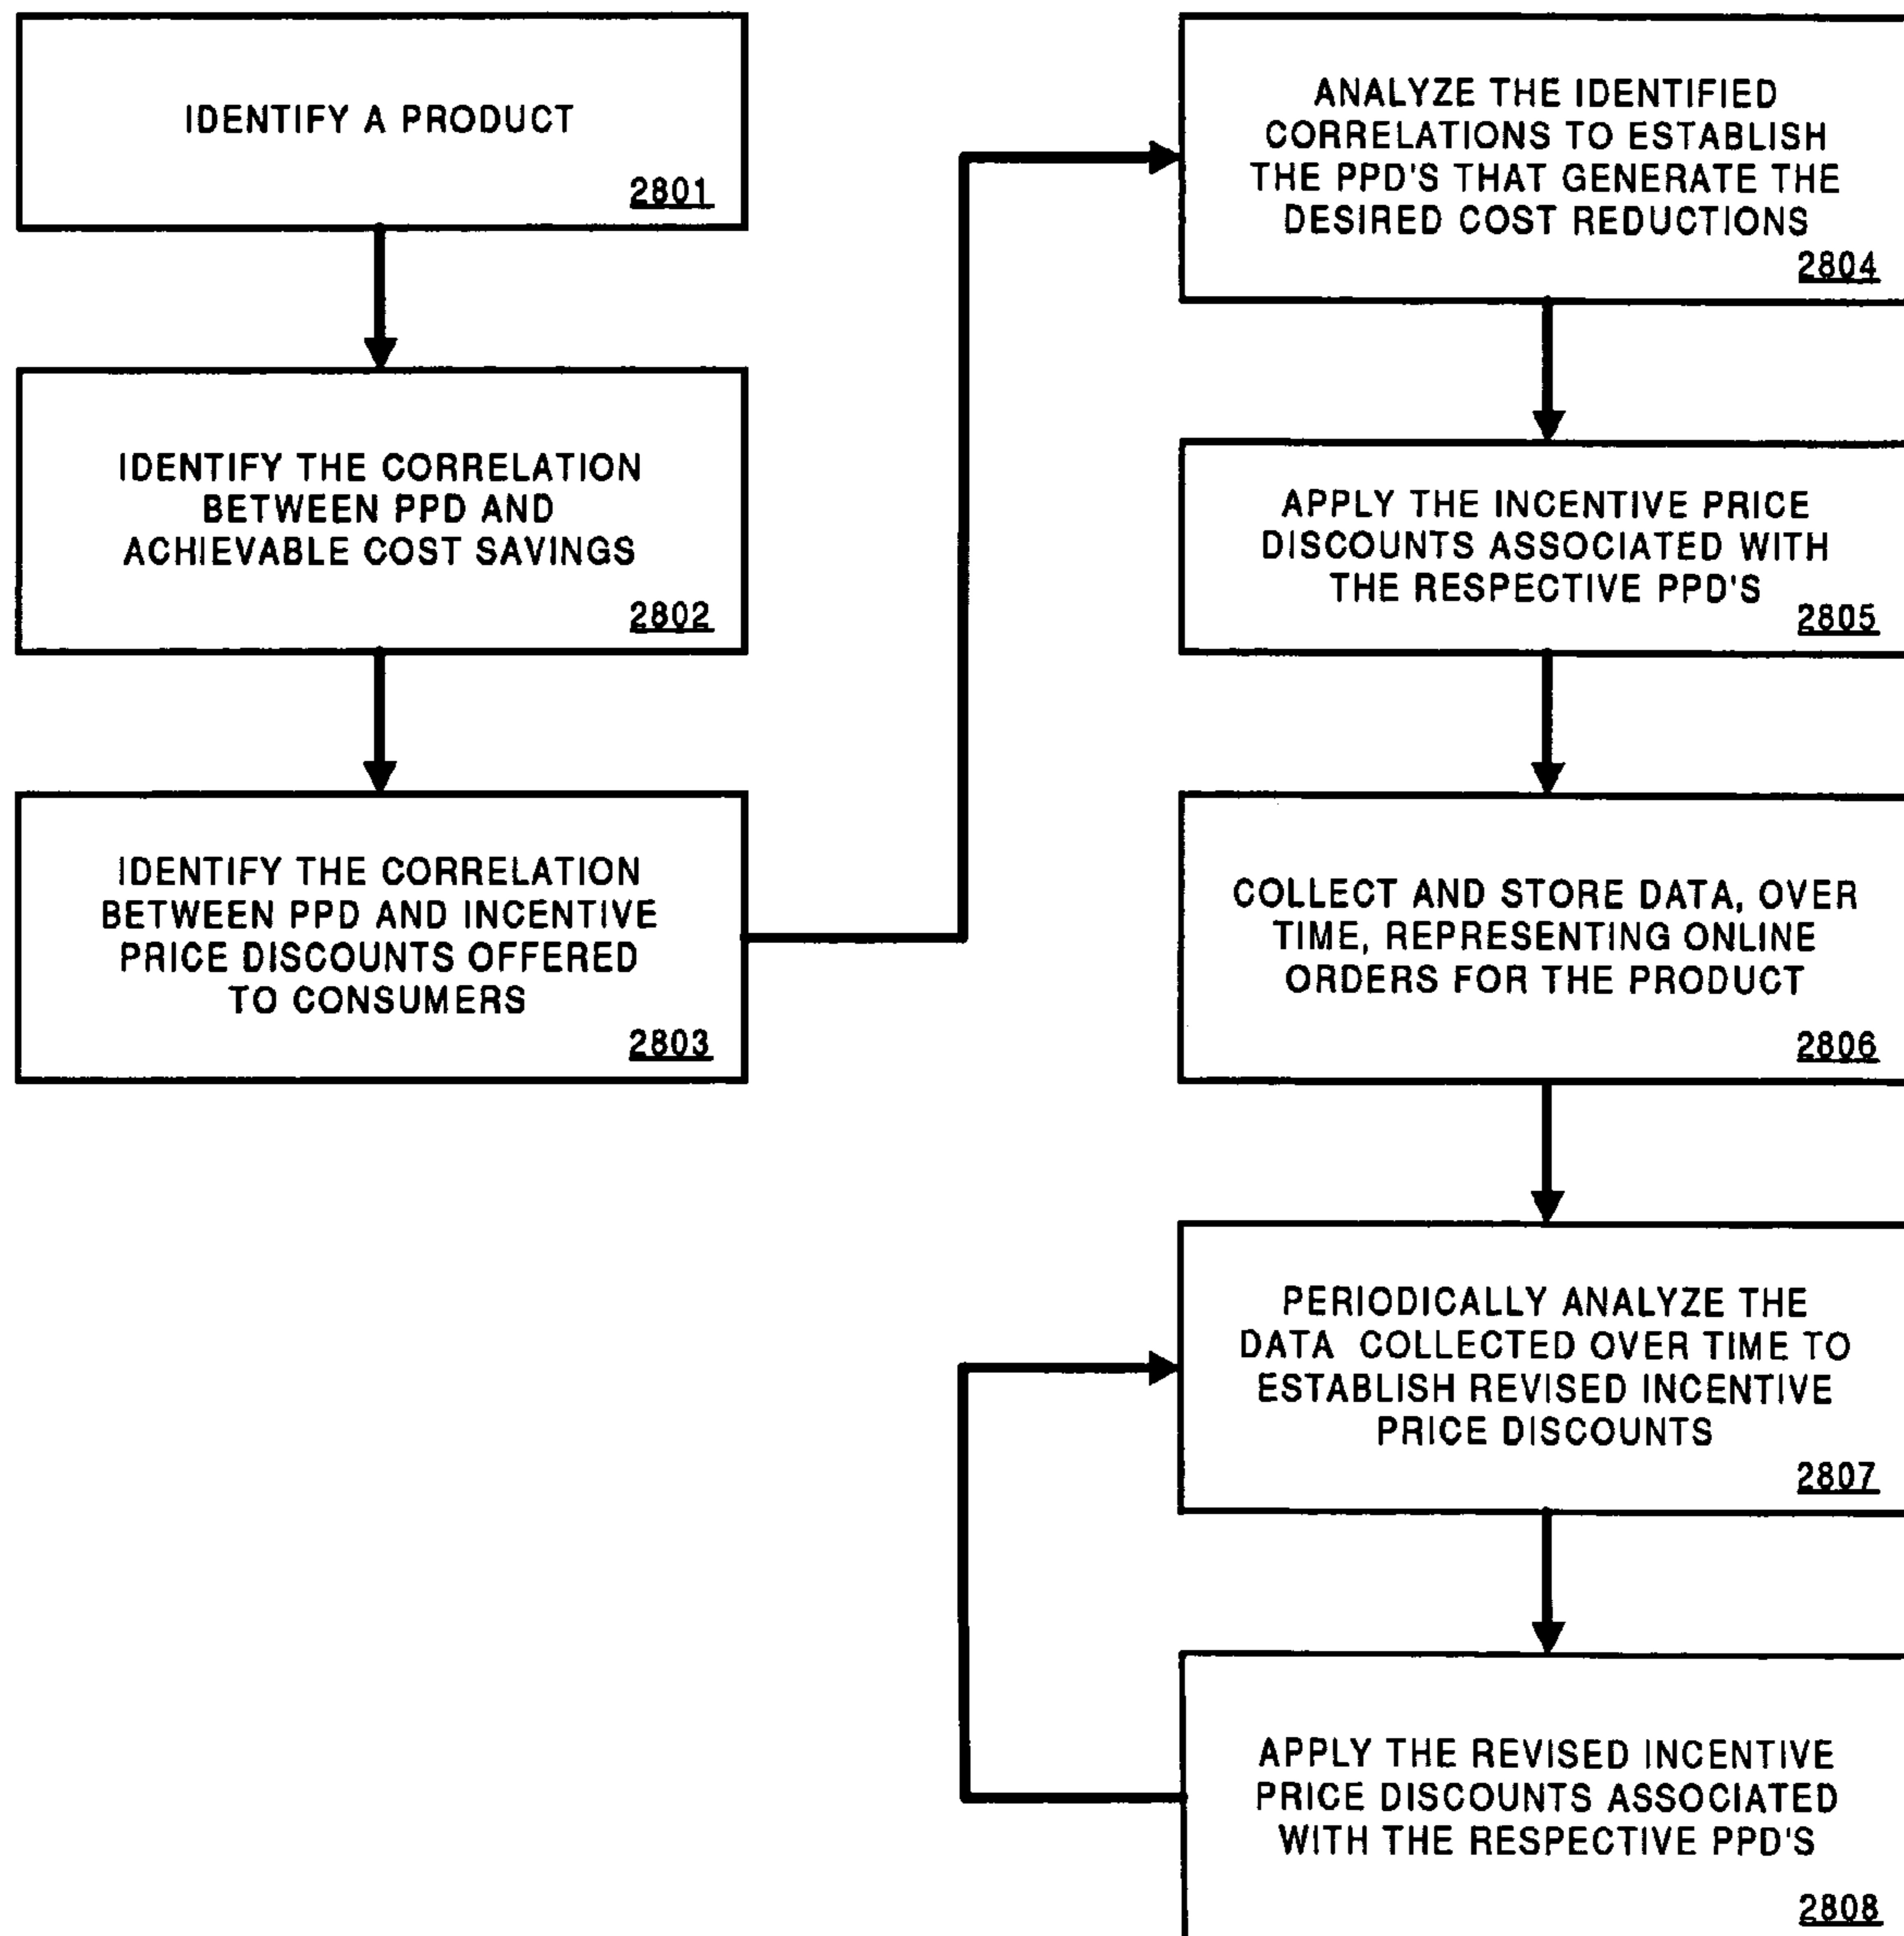 IDENTIFY A PRODUCT
2801
IDENTIFY THE CORRELATION
BETWEEN PPD AND
ACHIEVABLE COST SAVINGS
2802
IDENTIFY THE CORRELATION
BETWEEN PPD AND INCENTIVE
PRICE DISCOUNTS OFFERED
TO CONSUMERS
2803
ANALYZE THE IDENTIFIED
CORRELATIONS TO ESTABLISH
THE PPD'S THAT GENERATE THE
DESIRED COST REDUCTIONS
2804
APPLY THE INCENTIVE PRICE
DISCOUNTS ASSOCIATED WITH
THE RESPECTIVE PPD'S
2805
COLLECT AND STORE DATA, OVER
TIME, REPRESENTING ONLINE
ORDERS FOR THE PRODUCT
2806
PERIODICALLY ANALYZE THE
DATA COLLECTED OVER TIME TO
ESTABLISH REVISED INCENTIVE
PRICE DISCOUNTS
2807
APPLY THE REVISED INCENTIVE
PRICE DISCOUNTS ASSOCIATED
WITH THE RESPECTIVE PPD'S
2808